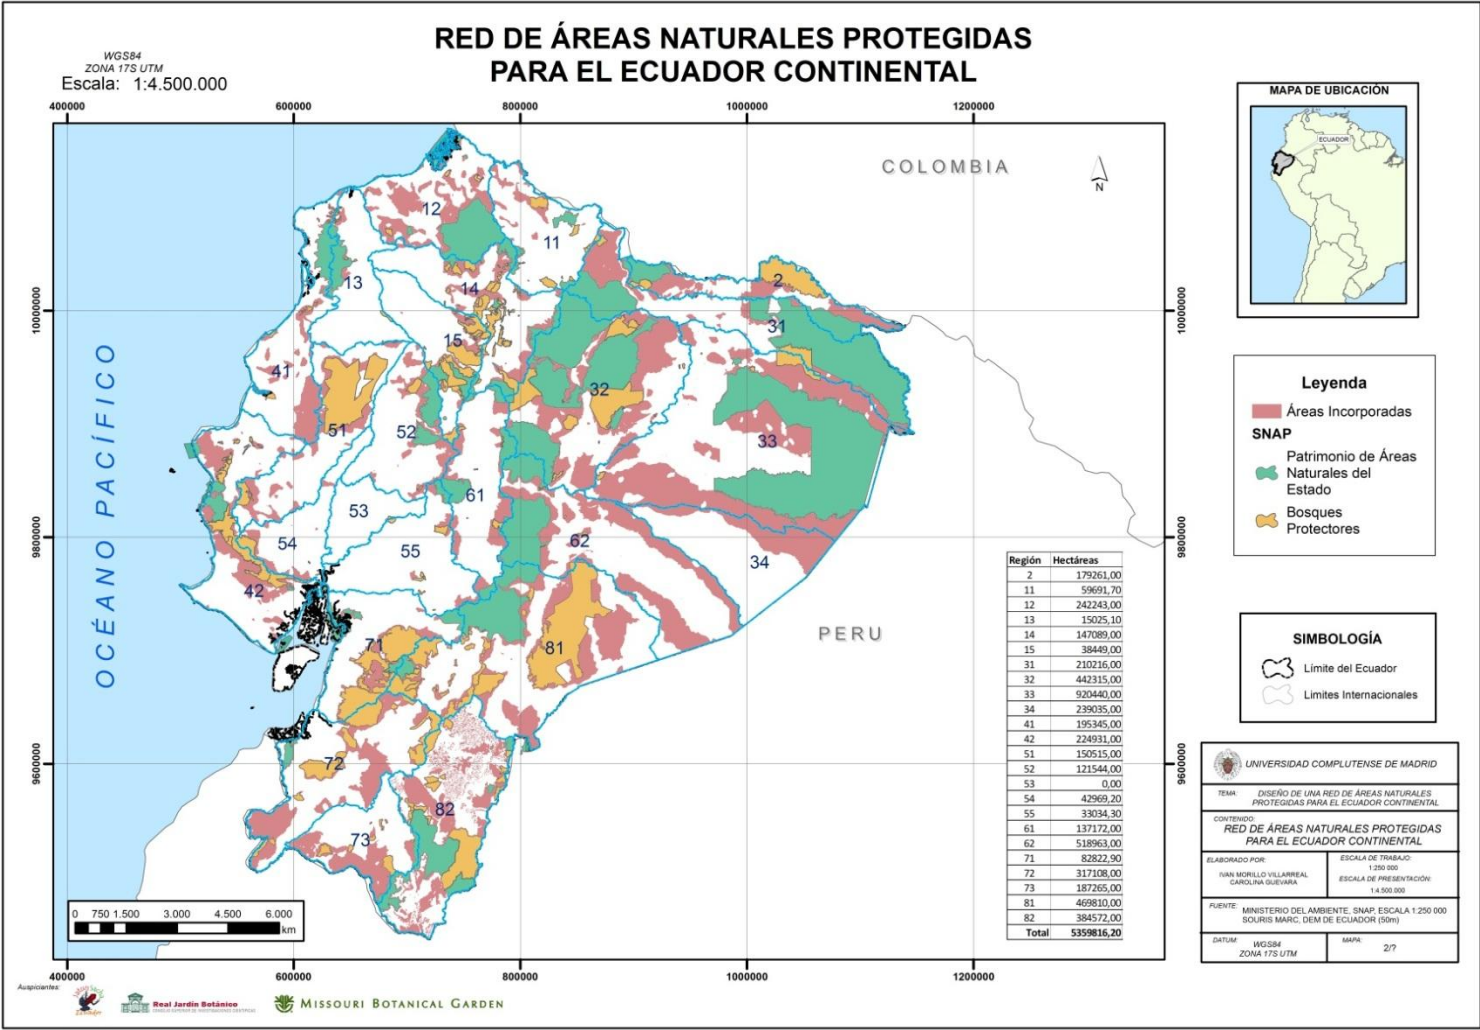 RED DE ÁREAS NATURALES PROTEGIDAS
PARA EL ECUADOR CONTINENTAL
WGS84
ZONA 17S UTM
Escala: 1:4.500.000
400000 600000 800000 1000000 1200000
COLOMBIA
N
OCÉANO PACÍFICO
PERU
10000000
9800000
9600000
10000000
9800000
9600000
12
11
13
14
2
31
15
41
32
51
52
33
61
53
54
55
62
34
42
71
81
72
82
73
0 750 1.500 3.000 4.500 6.000
km
400000 600000 800000 1000000 1200000
Región Hectáreas
2 179261,00
11 59691,70
12 242243,00
13 15025,10
14 147089,00
15 38449,00
31 210216,00
32 442315,00
33 920440,00
34 239035,00
41 195345,00
42 224931,00
51 150515,00
52 121544,00
53 0,00
54 42969,20
55 33034,30
61 137172,00
62 518963,00
71 82822,90
72 317108,00
73 187265,00
81 469810,00
82 384572,00
Total 5359816,20
MAPA DE UBICACIÓN
ECUADOR
Leyenda
Áreas Incorporadas
SNAP
Patrimonio de Áreas
Naturales del
Estado
Bosques
Protectores
SIMBOLOGÍA
Límite del Ecuador
Limites Internacionales
UNIVERSIDAD COMPLUTENSE DE MADRID
TEMA: DISEÑO DE UNA RED DE ÁREAS NATURALES
PROTEGIDAS PARA EL ECUADOR CONTINENTAL
CONTENIDO:
RED DE ÁREAS NATURALES PROTEGIDAS
PARA EL ECUADOR CONTINENTAL
ELABORADO POR:
IVAN MORILLO VILLARREAL
CAROLINA GUEVARA
ESCALA DE TRABAJO:
1:250 000
ESCALA DE PRESENTACIÓN:
1:4.500.000
FUENTE: MINISTERIO DEL AMBIENTE, SNAP, ESCALA 1:250 000
SOURIS MARC, DEM DE ECUADOR (50m)
DATUM: WGS84
ZONA 17S UTM
MAPA: 2/?
Auspiciantes:
Real Jardín Botánico
MISSOURI BOTANICAL GARDEN